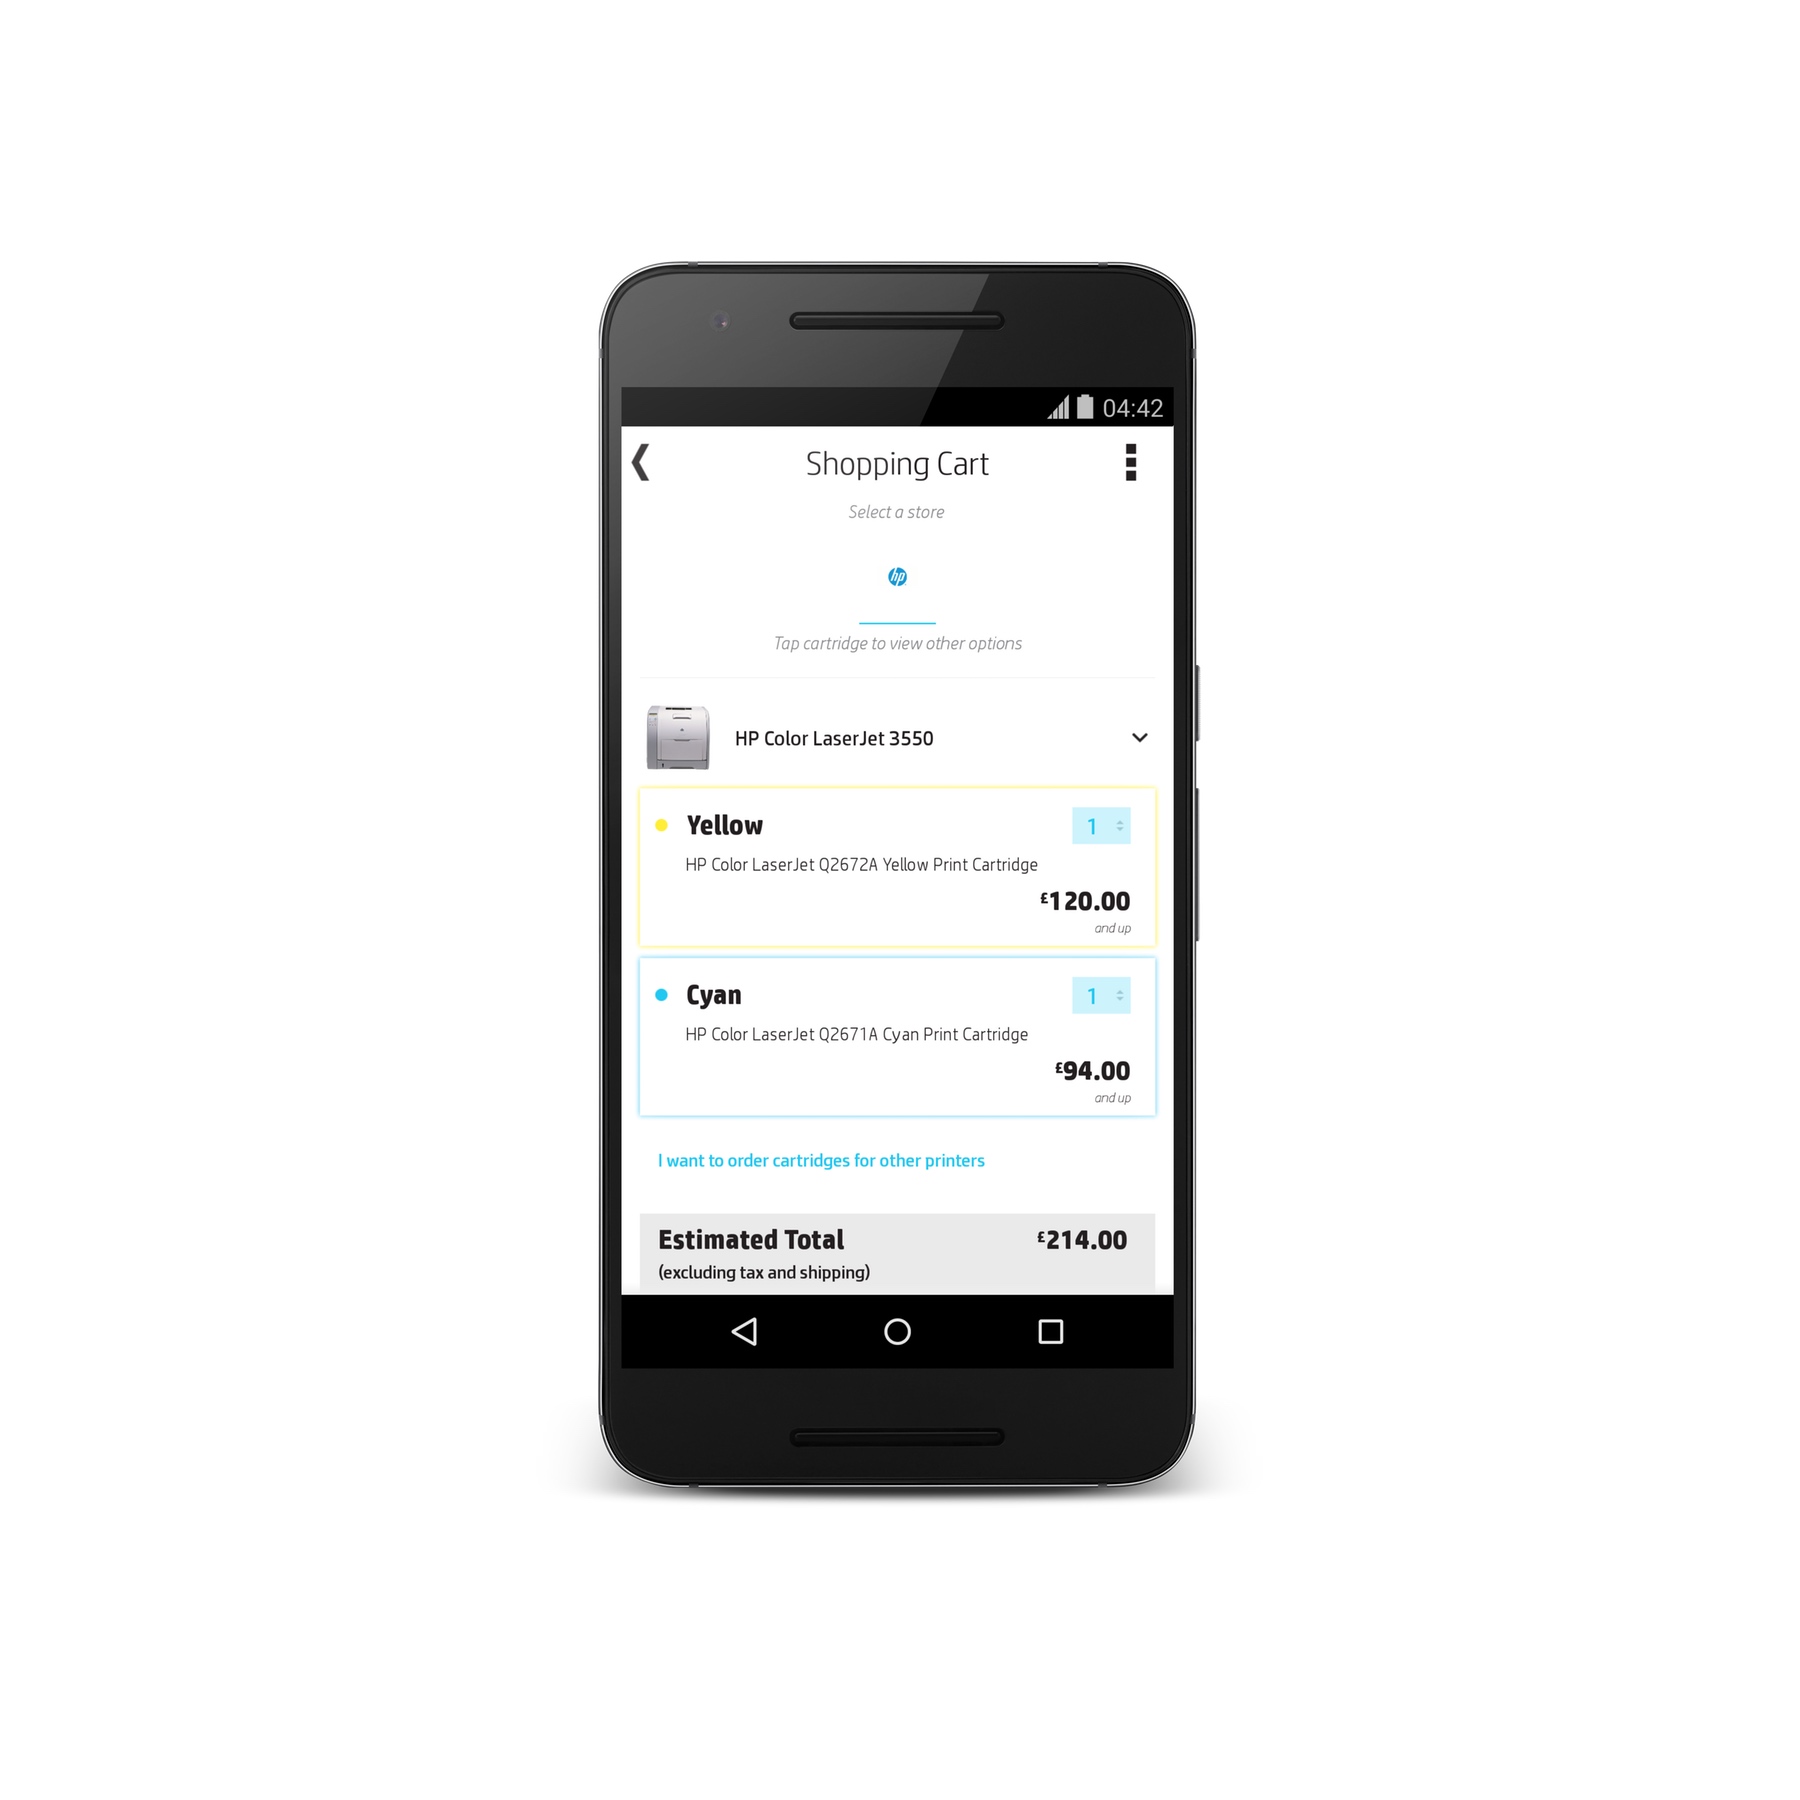 04:42
Shopping Cart
Select a store
hp
Tap cartridge to view other options
HP Color LaserJet 3550
Yellow
1
HP Color LaserJet Q2672A Yellow Print Cartridge
£120.00
and up
Cyan
1
HP Color LaserJet Q2671A Cyan Print Cartridge
£94.00
and up
I want to order cartridges for other printers
Estimated Total
£214.00
(excluding tax and shipping)